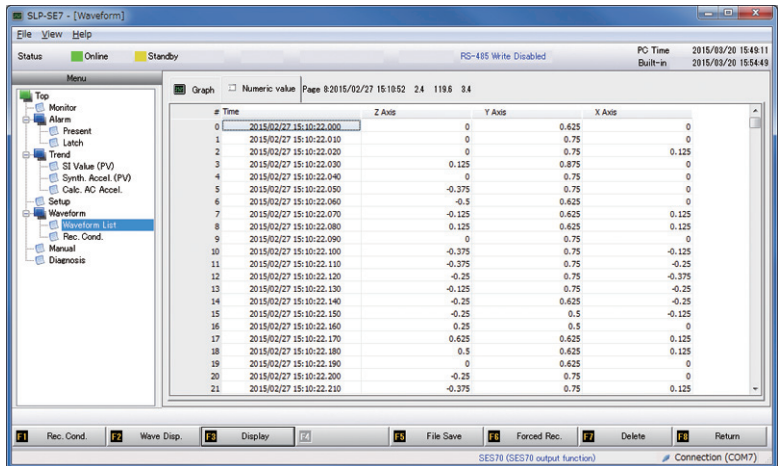 SLP-SE7 - [Waveform]
File View Help
Status Online Standby RS-485 Write Disabled PC Time 2015/03/20 15:49:11
Built-in 2015/03/20 15:54:49
Menu
Top
Monitor
Alarm
Present
Latch
Trend
SI Value (PV)
Synth. Accel. (PV)
Calc. AC Accel.
Setup
Waveform
Waveform List
Rec. Cond.
Manual
Diagnosis
Graph Numeric value Page 8:2015/02/27 15:10:52 2.4 119.6 3.4
# Time Z Axis Y Axis X Axis
0 2015/02/27 15:10:22.000 0 0.625 0
1 2015/02/27 15:10:22.010 0 0.75 0
2 2015/02/27 15:10:22.020 0 0.75 0.125
3 2015/02/27 15:10:22.030 0.125 0.875 0
4 2015/02/27 15:10:22.040 0 0.75 0
5 2015/02/27 15:10:22.050 -0.375 0.75 0
6 2015/02/27 15:10:22.060 -0.5 0.625 0
7 2015/02/27 15:10:22.070 -0.125 0.625 0.125
8 2015/02/27 15:10:22.080 0.125 0.625 0.125
9 2015/02/27 15:10:22.090 0 0.75 0
10 2015/02/27 15:10:22.100 -0.375 0.75 -0.125
11 2015/02/27 15:10:22.110 -0.375 0.75 -0.25
12 2015/02/27 15:10:22.120 -0.25 0.75 -0.375
13 2015/02/27 15:10:22.130 -0.125 0.75 -0.25
14 2015/02/27 15:10:22.140 -0.25 0.625 -0.25
15 2015/02/27 15:10:22.150 -0.25 0.5 -0.125
16 2015/02/27 15:10:22.160 0.25 0.5 0
17 2015/02/27 15:10:22.170 0.625 0.625 0.125
18 2015/02/27 15:10:22.180 0.5 0.625 0.125
19 2015/02/27 15:10:22.190 0 0.625 0
20 2015/02/27 15:10:22.200 -0.25 0.75 0
21 2015/02/27 15:10:22.210 -0.375 0.75 0.125
F1 Rec. Cond. F2 Wave Disp. F3 Display F5 File Save F6 Forced Rec. F7 Delete F8 Return
SES70 (SES70 output function) Connection (COM7)